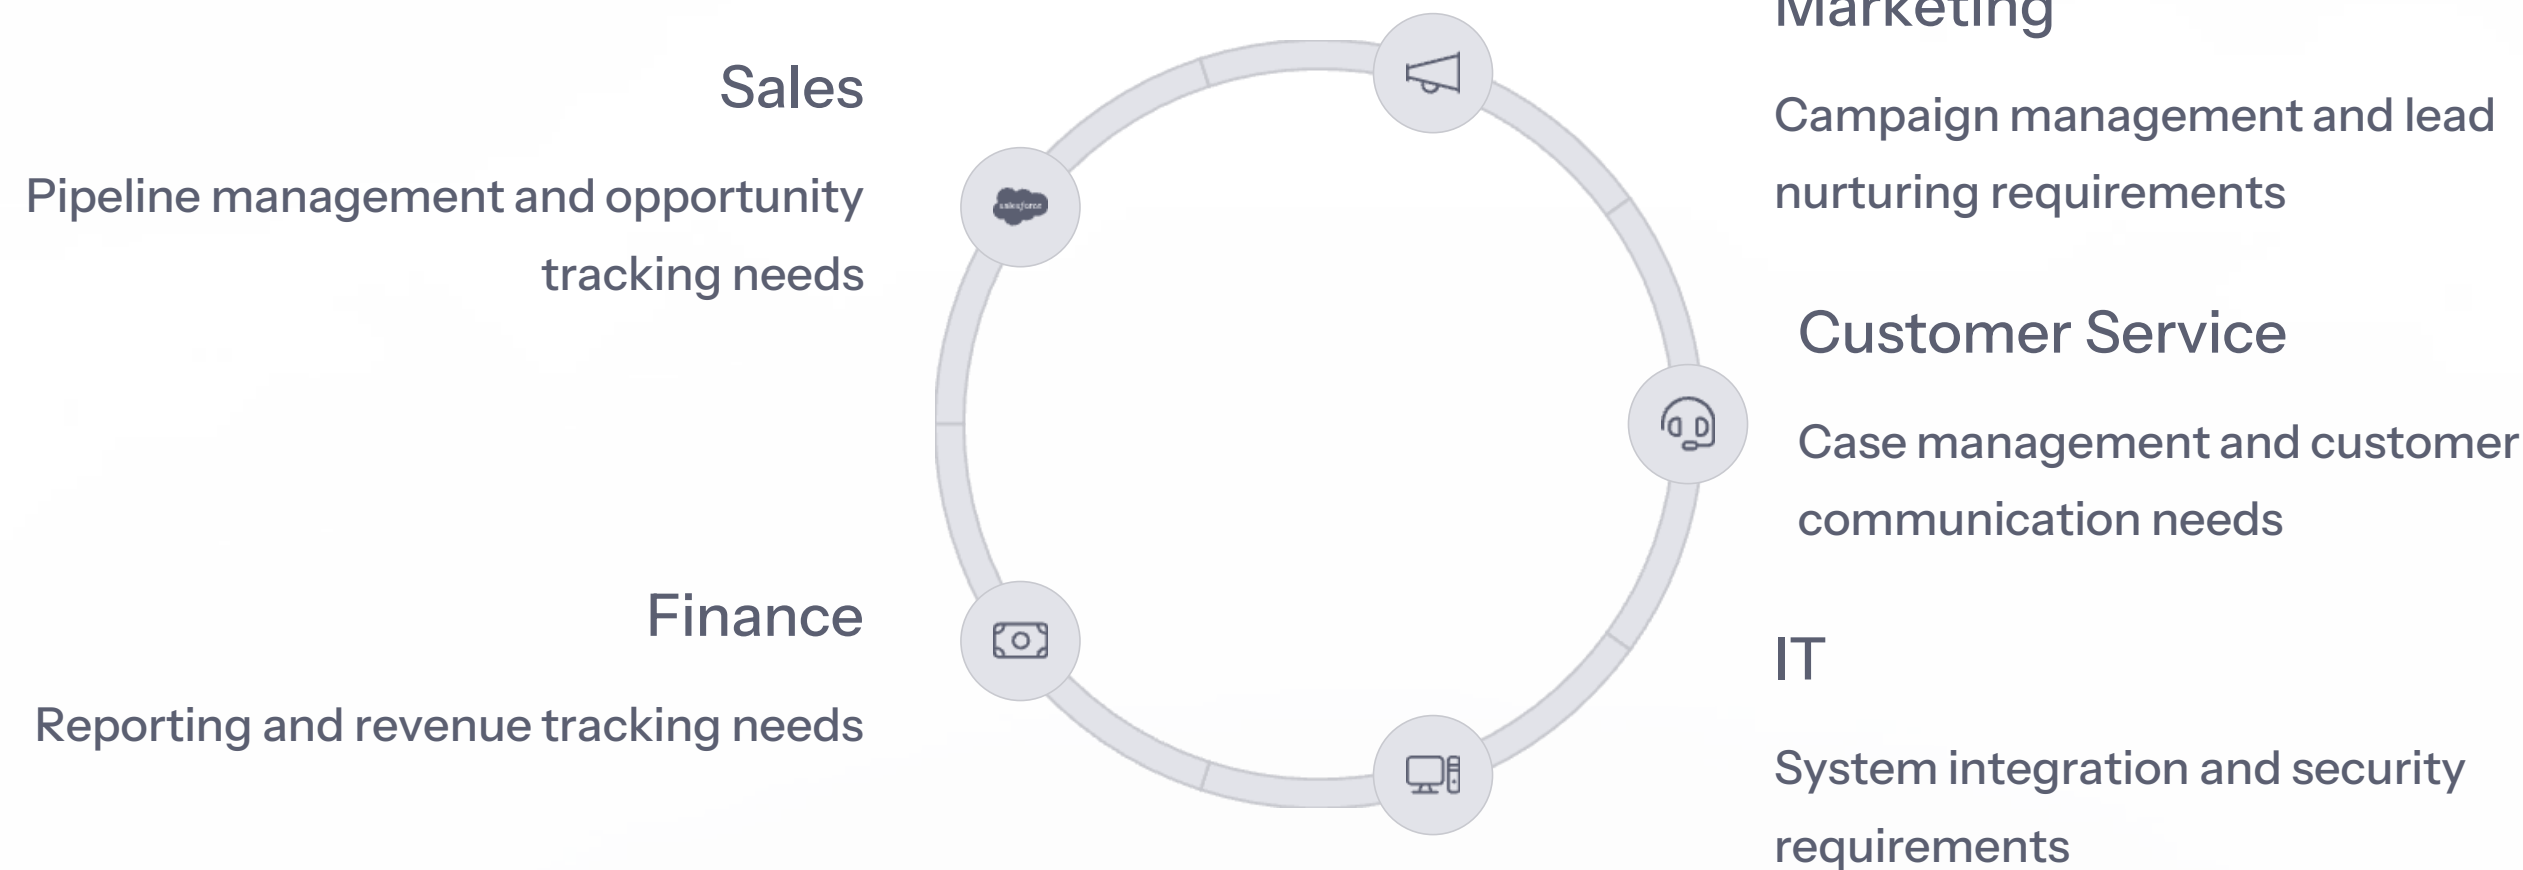 Marketing
Campaign management and lead
nurturing requirements
Sales
Pipeline management and opportunity
tracking needs
salesforce
Customer Service
Case management and customer
communication needs
Finance
Reporting and revenue tracking needs
IT
System integration and security
requirements